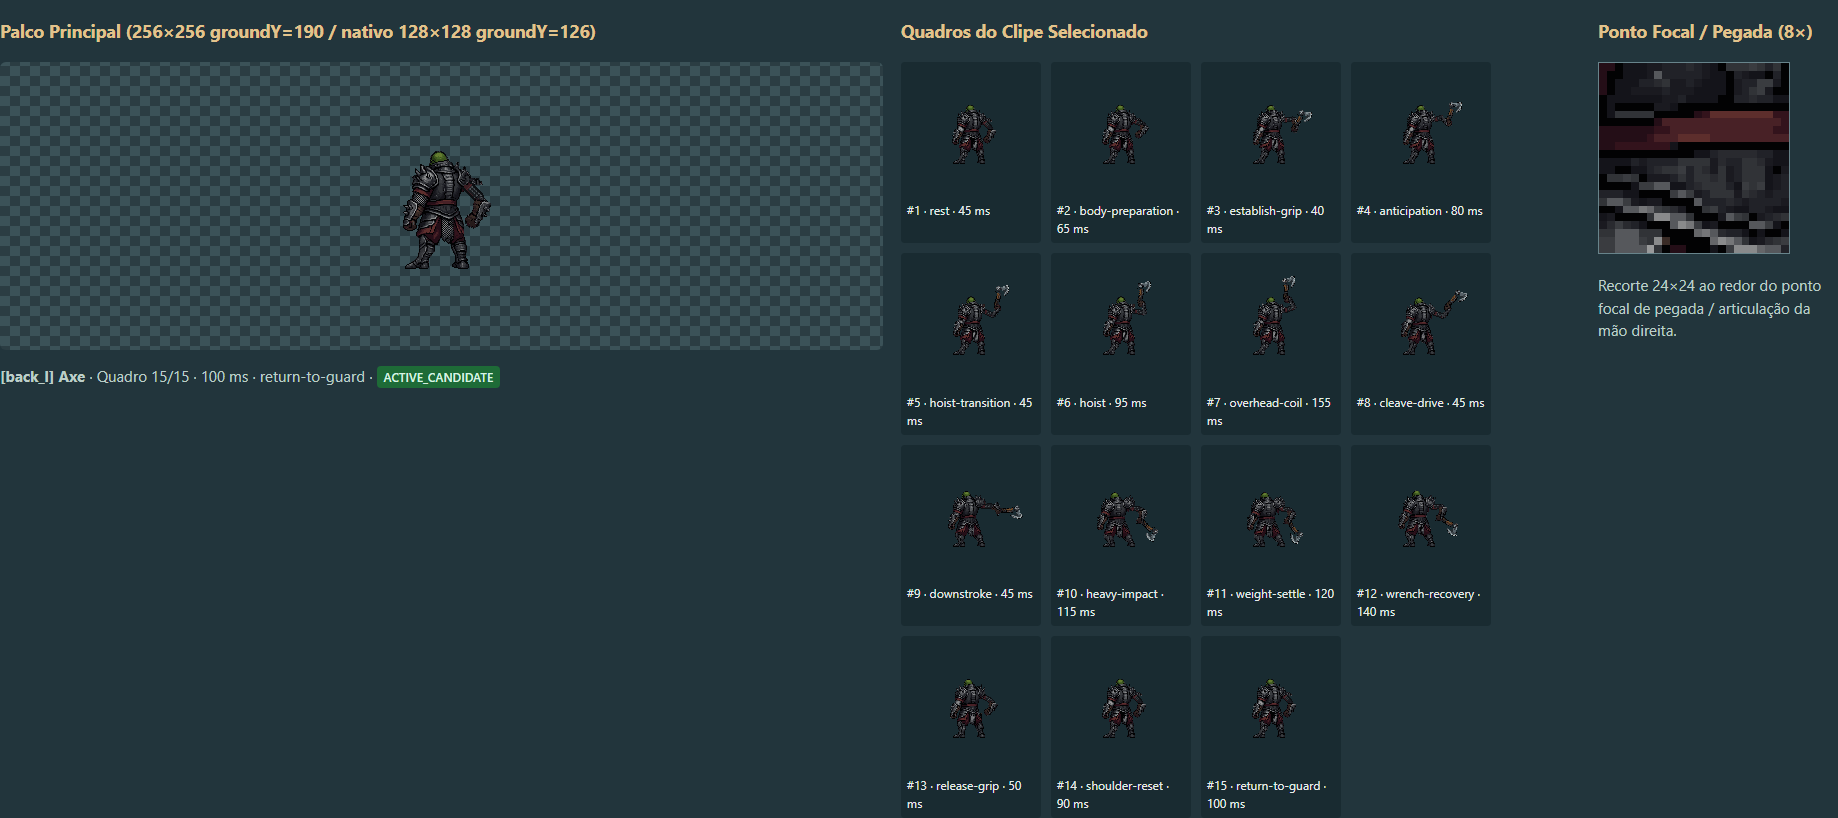 Palco Principal (256×256 groundY=190 / nativo 128×128 groundY=126)
[back_l] Axe · Quadro 15/15 · 100 ms · return-to-guard · ACTIVE_CANDIDATE
Quadros do Clipe Selecionado
#1 · rest · 45 ms
#2 · body-preparation ·
65 ms
#3 · establish-grip · 40
ms
#4 · anticipation · 80 ms
#5 · hoist-transition · 45
ms
#6 · hoist · 95 ms
#7 · overhead-coil · 155
ms
#8 · cleave-drive · 45 ms
#9 · downstroke · 45 ms
#10 · heavy-impact ·
115 ms
#11 · weight-settle · 120
ms
#12 · wrench-recovery ·
140 ms
#13 · release-grip · 50
ms
#14 · shoulder-reset ·
90 ms
#15 · return-to-guard ·
100 ms
Ponto Focal / Pegada (8×)
Recorte 24×24 ao redor do ponto
focal de pegada / articulação da
mão direita.